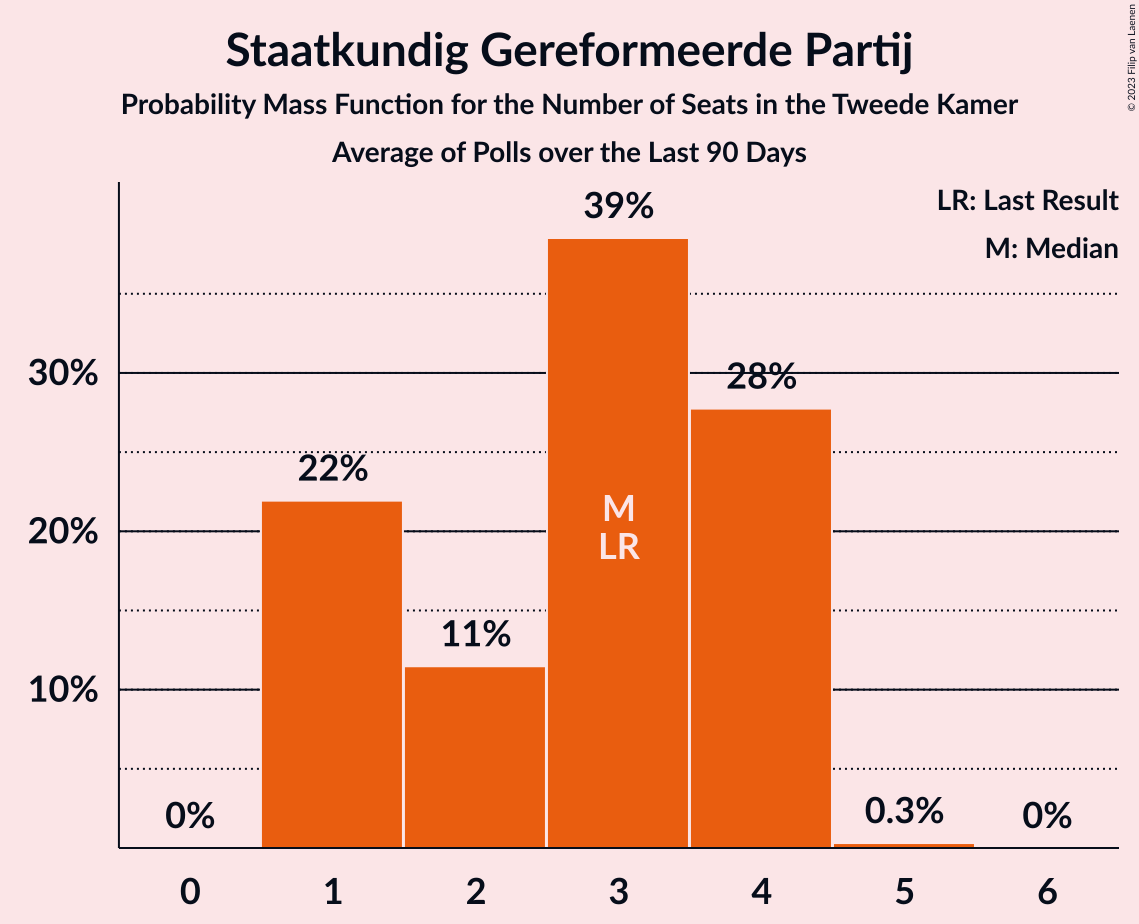 Staatkundig Gereformeerde Partij
Probability Mass Function for the Number of Seats in the Tweede Kamer
Average of Polls over the Last 90 Days
© 2023 Filip van Laenen
LR: Last Result
M: Median
39%
30%
28%
22%
M
LR
20%
11%
10%
0%
0.3%
0%
0 1 2 3 4 5 6